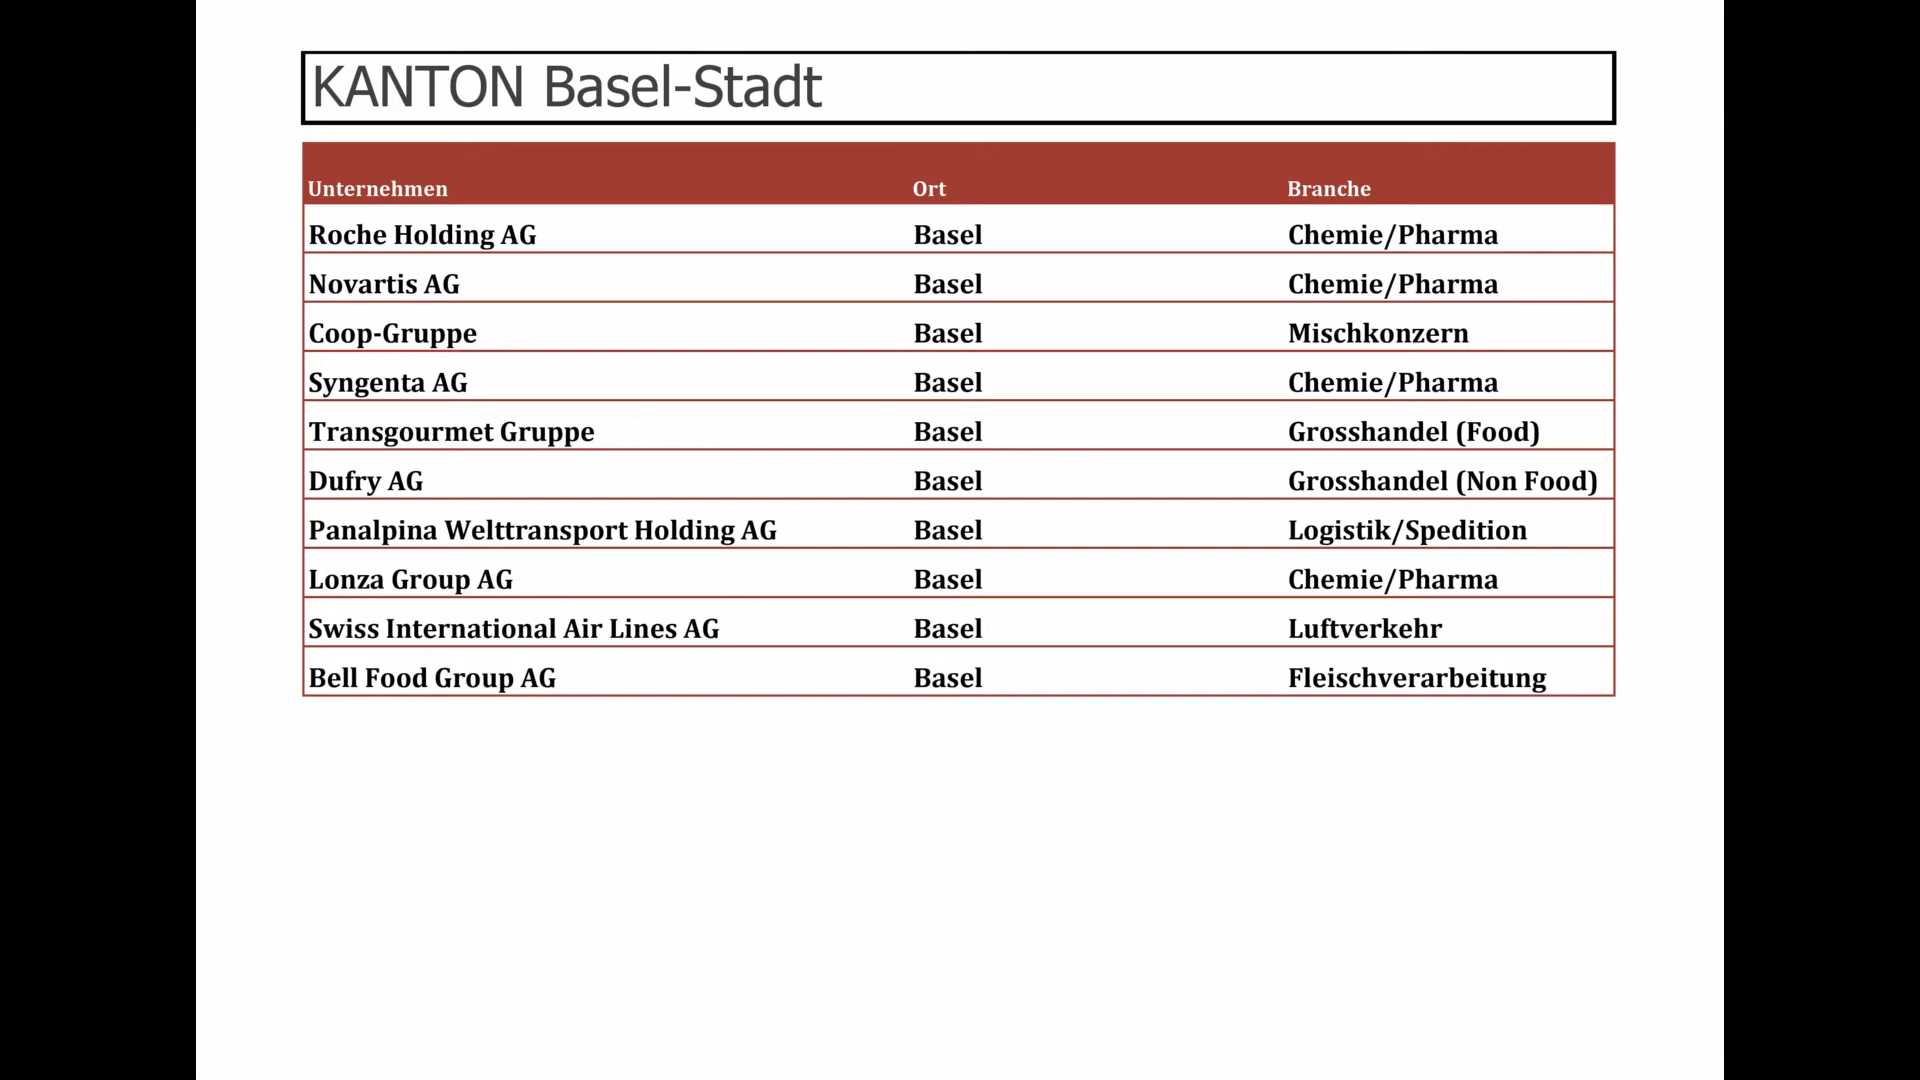 KANTON Basel-Stadt
Unternehmen Ort Branche
Roche Holding AG Basel Chemie/Pharma
Novartis AG Basel Chemie/Pharma
Coop-Gruppe Basel Mischkonzern
Syngenta AG Basel Chemie/Pharma
Transgourmet Gruppe Basel Grosshandel (Food)
Dufry AG Basel Grosshandel (Non Food)
Panalpina Welttransport Holding AG Basel Logistik/Spedition
Lonza Group AG Basel Chemie/Pharma
Swiss International Air Lines AG Basel Luftverkehr
Bell Food Group AG Basel Fleischverarbeitung